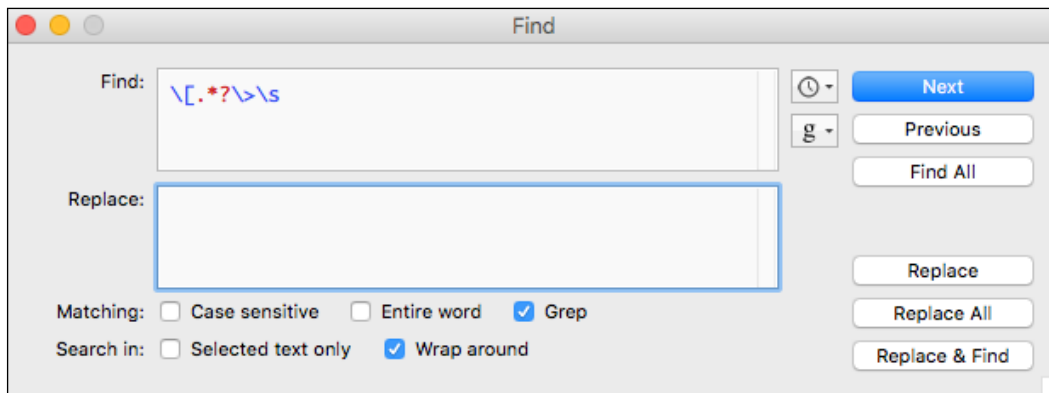 Find
Find:
\[.*?\>\s
Next
g
Previous
Find All
Replace:
Replace
Matching: Case sensitive Entire word Grep
Replace All
Search in: Selected text only Wrap around
Replace & Find